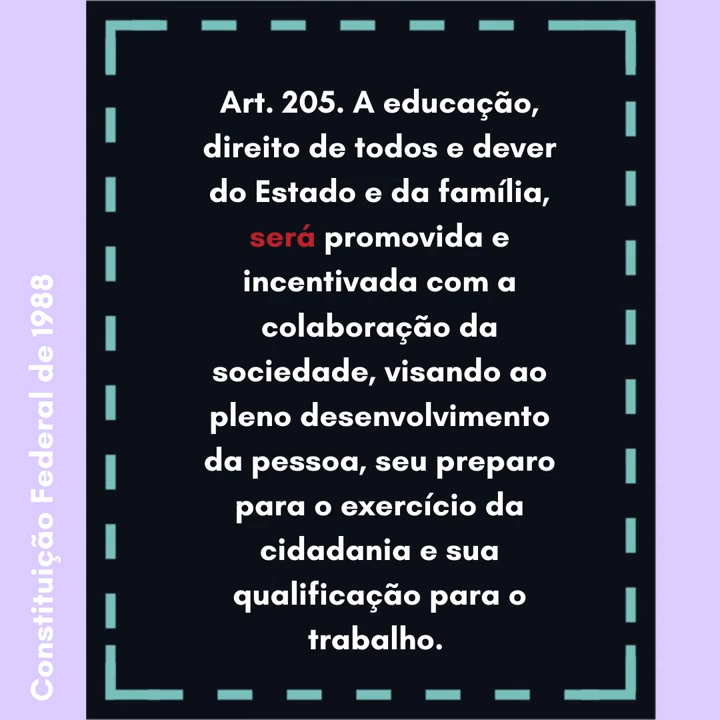 Art. 205. A educação,
direito de todos e dever
do Estado e da família,
será promovida e
incentivada com a
colaboração da
sociedade, visando ao
pleno desenvolvimento
da pessoa, seu preparo
para o exercício da
cidadania e sua
qualificação para o
trabalho.
Constituição Federal de 1988